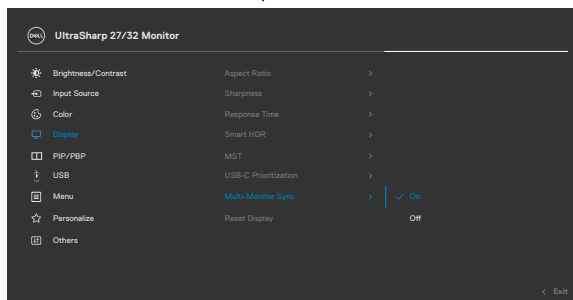 DELL
UltraSharp 27/32 Monitor
Brightness/Contrast
Input Source
Color
Display
PIP/PBP
USB
Menu
Personalize
Others
Aspect Ratio
Sharpness
Response Time
Smart HDR
MST
USB-C Prioritization
Multi-Monitor Sync
Reset Display
On
Off
Exit